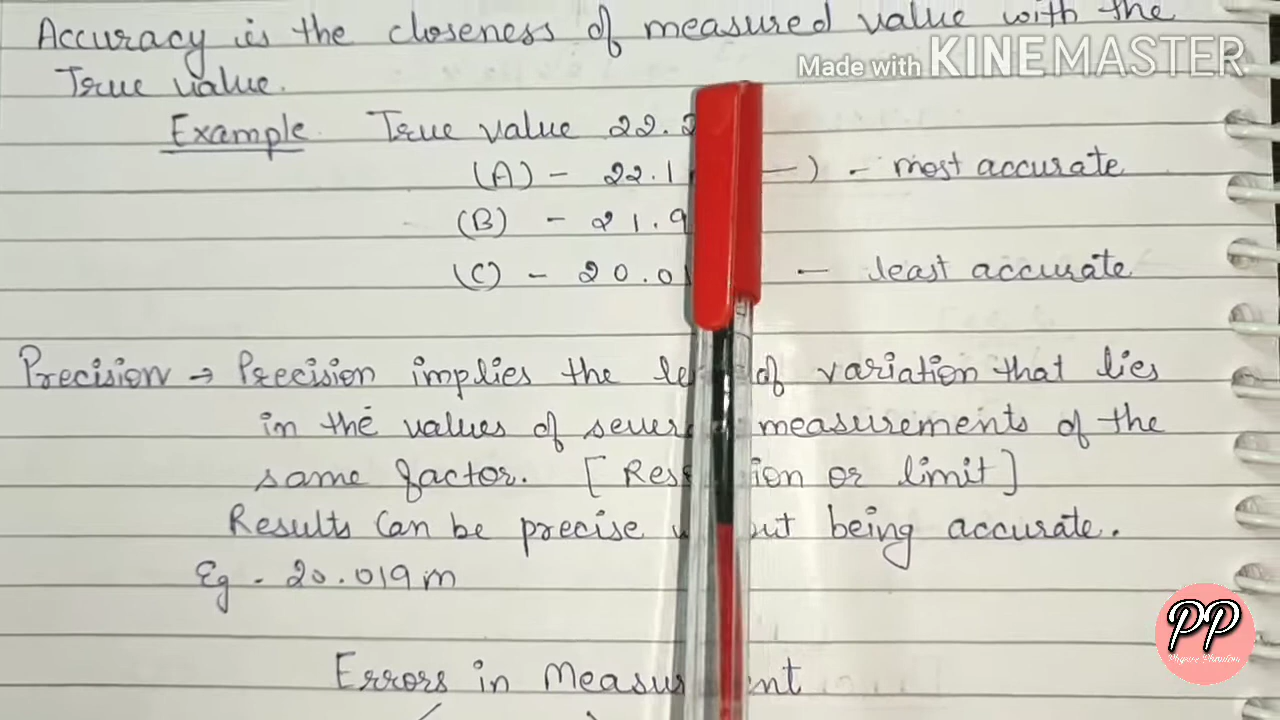 Accuracy is the closeness of measured value with the
Made with KINEMASTER
True value.
Example True value 22.2
(A) - 22.1 - most accurate
(B) - 21.9
(C) - 20.01 - least accurate
Precision → Precision implies the of variation that lies
in the values of measurements of the
same factor. [ or limit]
Results Can be precise being accurate.
Eg - 20.019 m
Errors in
PP